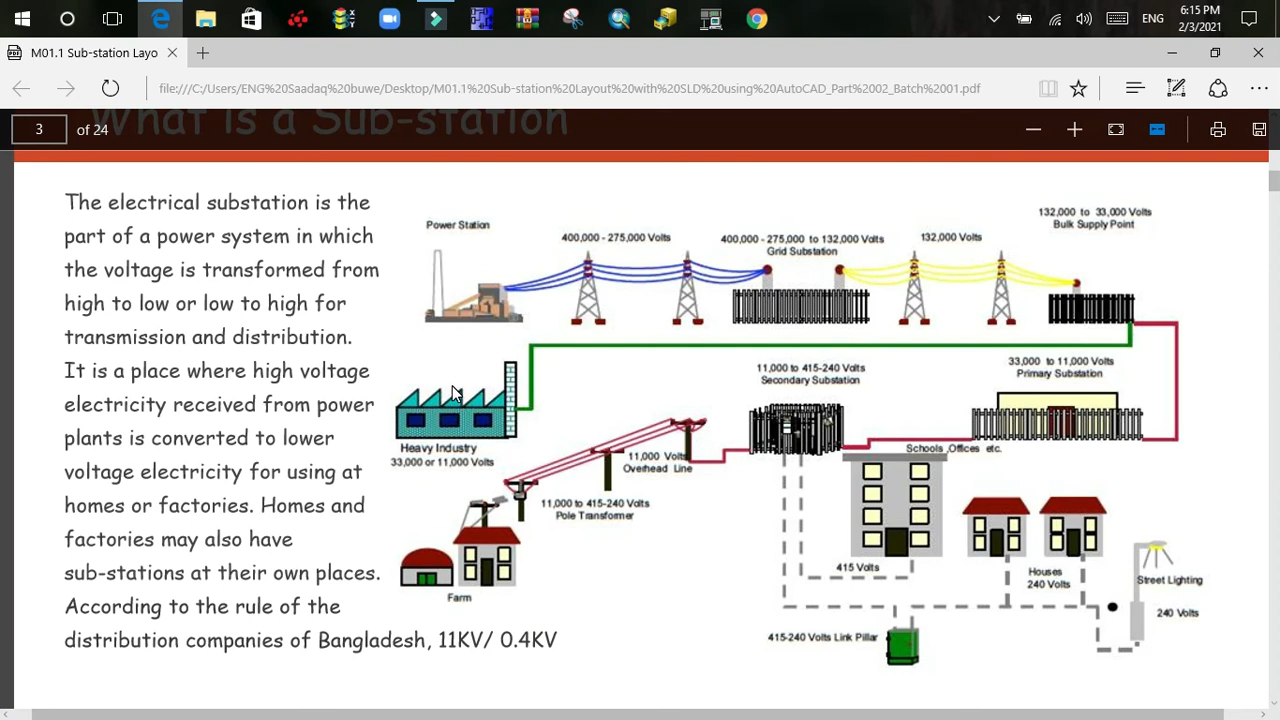 ENG
6:15 PM
2/3/2021
M01.1 Sub-station Layo
file:///C:/Users/ENG%20Saadaq%20buwe/Desktop/M01.1%20Sub-station%20Layout%20with%20SLD%20using%20AutoCAD_Part%2002_Batch%2001.pdf
What is a Sub-station
3 of 24
The electrical substation is the
part of a power system in which
the voltage is transformed from
high to low or low to high for
transmission and distribution.
It is a place where high voltage
electricity received from power
plants is converted to lower
voltage electricity for using at
homes or factories. Homes and
factories may also have
sub-stations at their own places.
According to the rule of the
distribution companies of Bangladesh, 11KV/ 0.4KV
Power Station
400,000 - 275,000 Volts
400,000 - 275,000 to 132,000 Volts
Grid Substation
132,000 Volts
132,000 to 33,000 Volts
Bulk Supply Point
Heavy Industry
33,000 or 11,000 Volts
11,000 to 415-240 Volts
Secondary Substation
33,000 to 11,000 Volts
Primary Substation
11,000 Volts
Overhead Line
Schools ,Offices etc.
11,000 to 415-240 Volts
Pole Transformer
Farm
415 Volts
Houses
240 Volts
Street Lighting
240 Volts
415-240 Volts Link Pillar